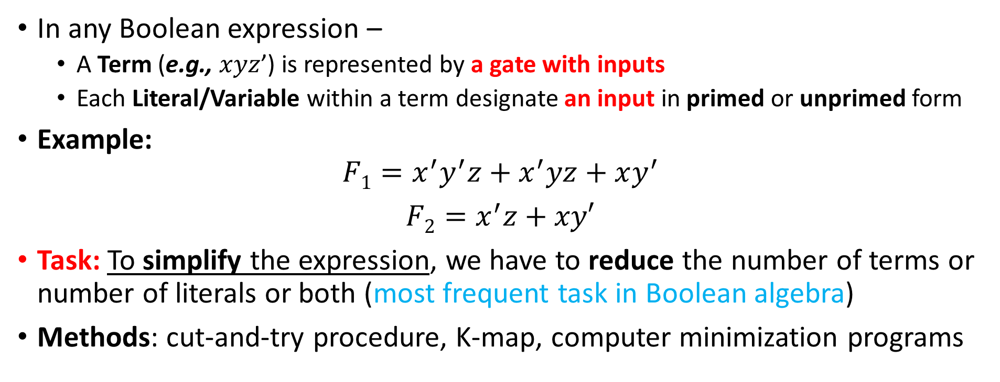 • In any Boolean expression –
• A Term (e.g., xyz’) is represented by a gate with inputs
• Each Literal/Variable within a term designate an input in primed or unprimed form
• Example:
F₁ = x′y′z + x′yz + xy′
F₂ = x′z + xy′
• Task: To simplify the expression, we have to reduce the number of terms or
number of literals or both (most frequent task in Boolean algebra)
• Methods: cut-and-try procedure, K-map, computer minimization programs